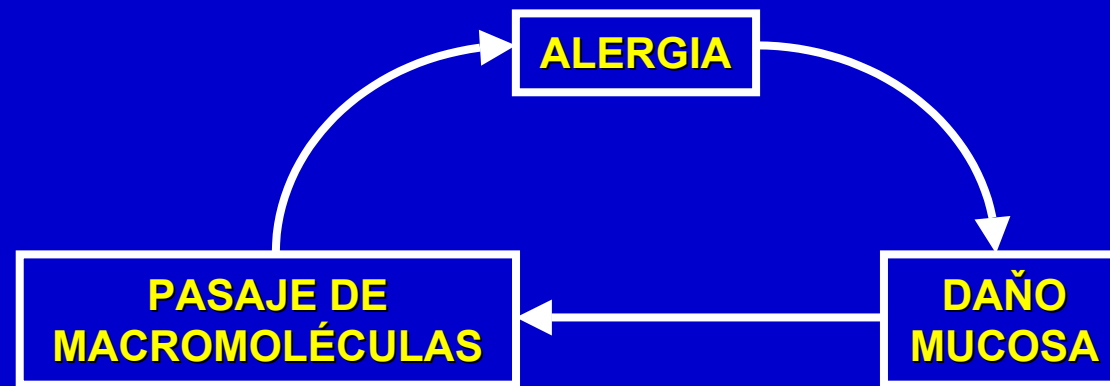 ALERGIA
PASAJE DE
MACROMOLÉCULAS
DAŇO
MUCOSA